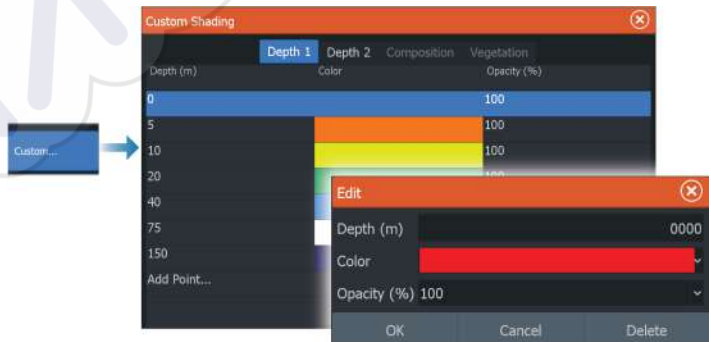 Custom Shading
Depth 1 Depth 2 Composition Vegetation
Depth (m) Color Opacity (%)
0 100
5 100
Custom... 10 100
20 100
40
75
150
Add Point...
Edit
Depth (m) 0000
Color
Opacity (%) 100
OK Cancel Delete